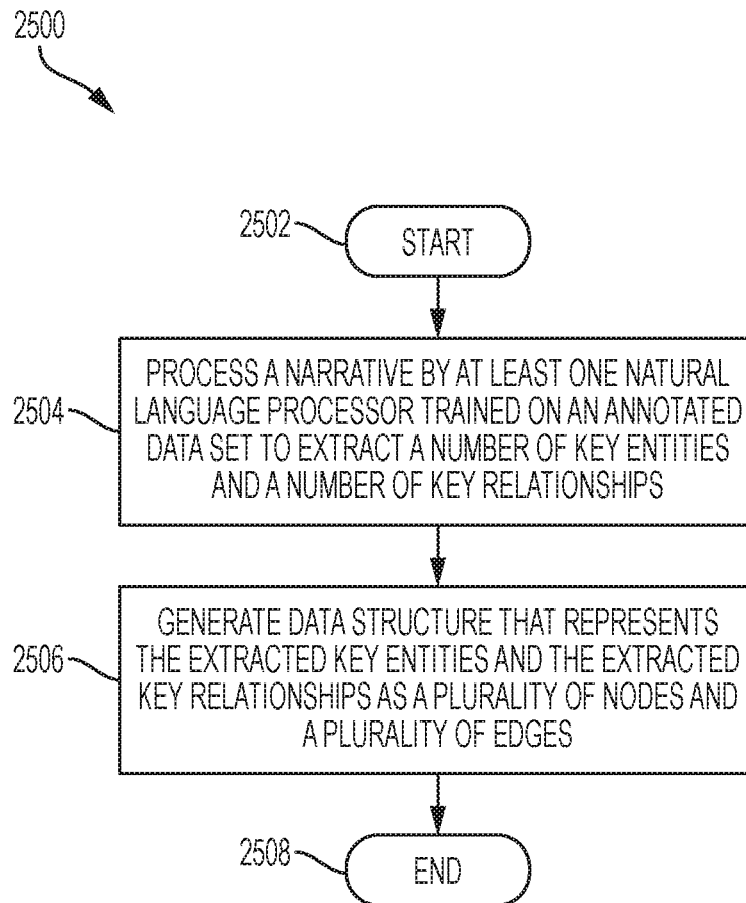 2500
2502
START
2504
PROCESS A NARRATIVE BY AT LEAST ONE NATURAL
LANGUAGE PROCESSOR TRAINED ON AN ANNOTATED
DATA SET TO EXTRACT A NUMBER OF KEY ENTITIES
AND A NUMBER OF KEY RELATIONSHIPS
2506
GENERATE DATA STRUCTURE THAT REPRESENTS
THE EXTRACTED KEY ENTITIES AND THE EXTRACTED
KEY RELATIONSHIPS AS A PLURALITY OF NODES AND
A PLURALITY OF EDGES
2508
END